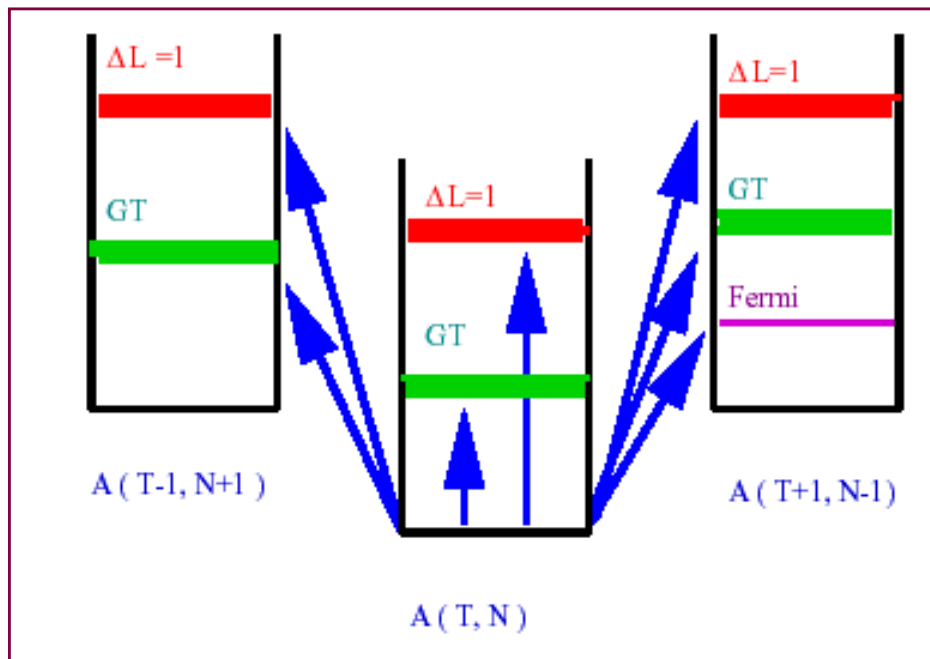 ΔL =1
GT
A ( T-1, N+1 )
ΔL=1
GT
A ( T, N )
ΔL=1
GT
Fermi
A ( T+1, N-1)